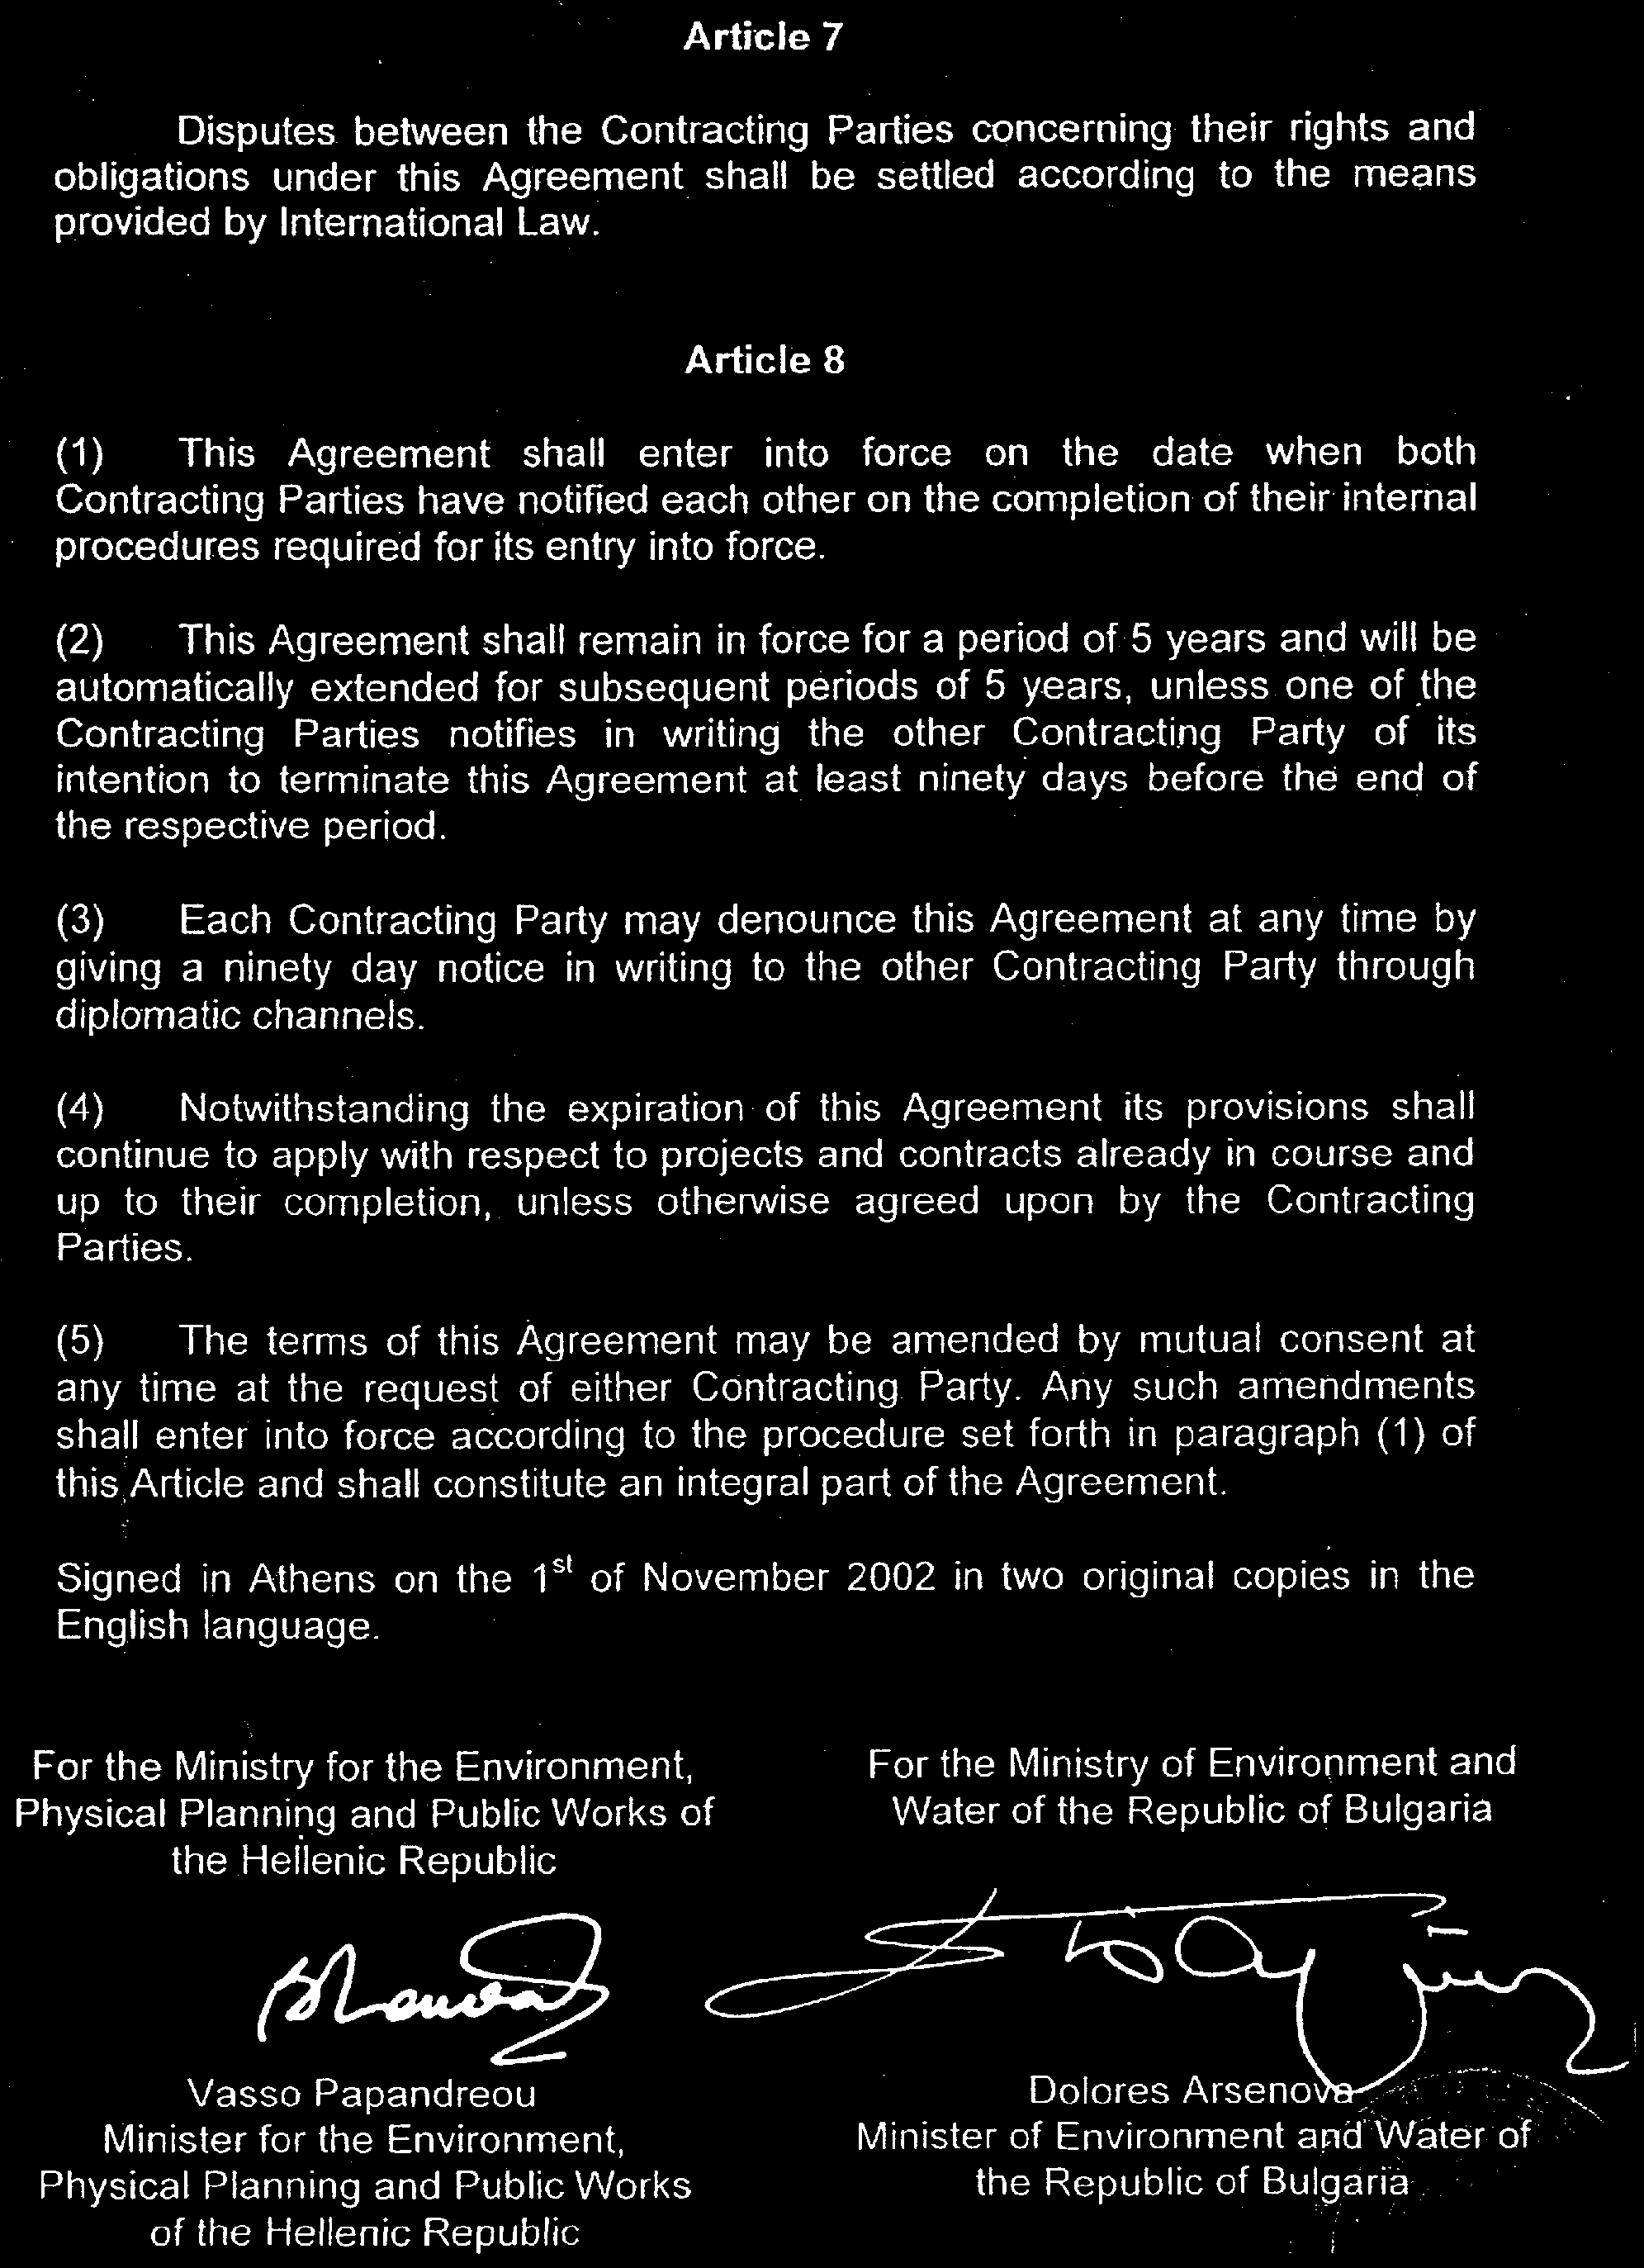 Article 7
Disputes between the Contracting Parties concerning their rights and
obligations under this Agreement shall be settled according to the means
provided by International Law.
Article 8
(1) This Agreement shall enter into force on the date when both
Contracting Parties have notified each other on the completion of their internal
procedures required for its entry into force.
(2) This Agreement shall remain in force for a period of 5 years and will be
automatically extended for subsequent periods of 5 years, unless one of the
Contracting Parties notifies in writing the other Contracting Party of its
intention to terminate this Agreement at least ninety days before the end of
the respective period.
(3) Each Contracting Party may denounce this Agreement at any time by
giving a ninety day notice in writing to the other Contracting Party through
diplomatic channels.
(4) Notwithstanding the expiration of this Agreement its provisions shall
continue to apply with respect to projects and contracts already in course and
up to their completion, unless otherwise agreed upon by the Contracting
Parties.
(5) The terms of this Agreement may be amended by mutual consent at
any time at the request of either Contracting Party. Any such amendments
shall enter into force according to the procedure set forth in paragraph (1) of
this Article and shall constitute an integral part of the Agreement.
Signed in Athens on the 1st of November 2002 in two original copies in the
English language.
For the Ministry for the Environment,
Physical Planning and Public Works of
the Hellenic Republic
For the Ministry of Environment and
Water of the Republic of Bulgaria
Vasso Papandreou
Minister for the Environment,
Physical Planning and Public Works
of the Hellenic Republic
Dolores Arsenova
Minister of Environment and Water of
the Republic of Bulgaria